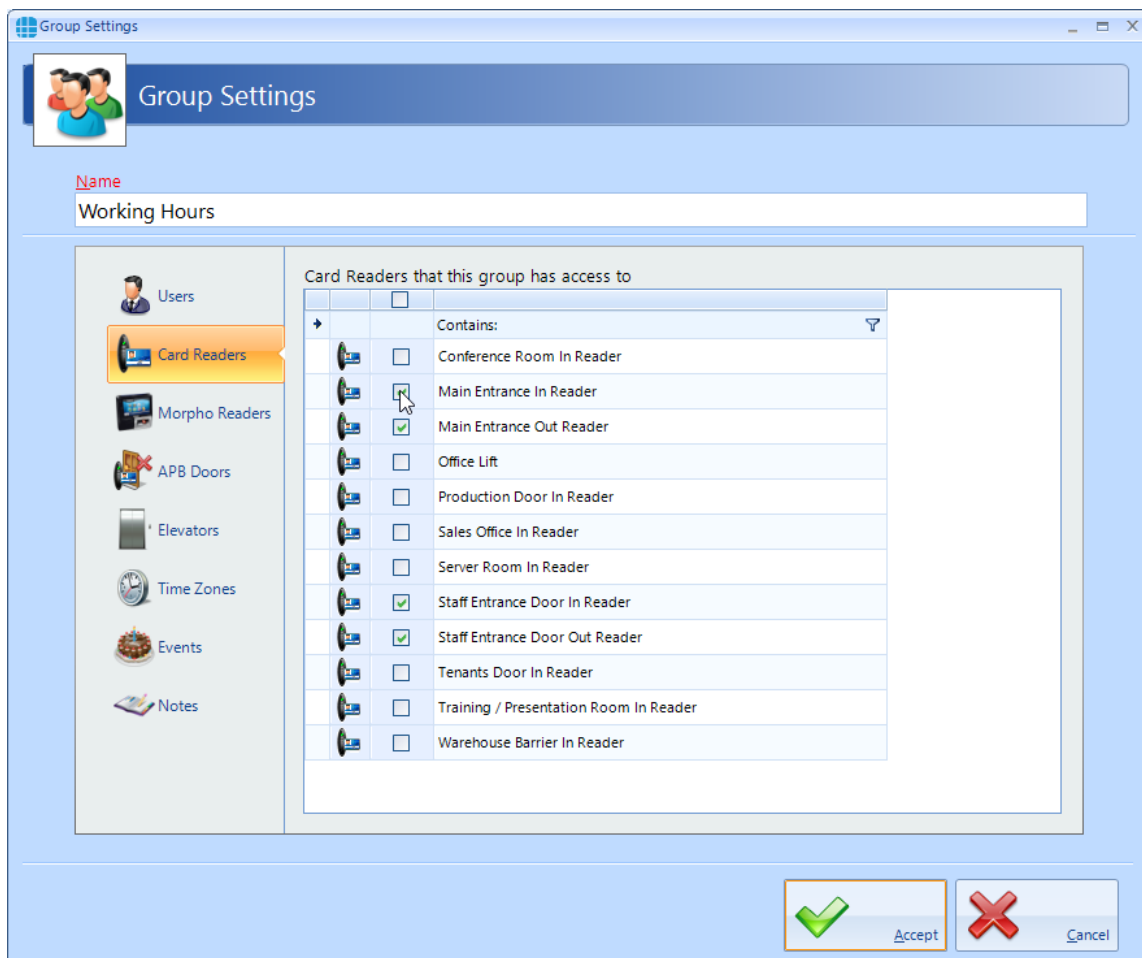 Group Settings
Group Settings
Name
Working Hours
Users
Card Readers
Morpho Readers
APB Doors
Elevators
Time Zones
Events
Notes
Card Readers that this group has access to
Contains:
Conference Room In Reader
Main Entrance In Reader
Main Entrance Out Reader
Office Lift
Production Door In Reader
Sales Office In Reader
Server Room In Reader
Staff Entrance Door In Reader
Staff Entrance Door Out Reader
Tenants Door In Reader
Training / Presentation Room In Reader
Warehouse Barrier In Reader
Accept
Cancel